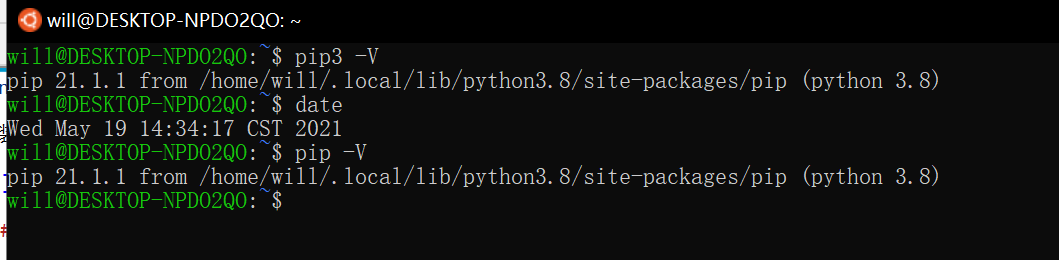 will@DESKTOP-NPDO2QO: ~
will@DESKTOP-NPDO2QO:~$ pip3 -V
pip 21.1.1 from /home/will/.local/lib/python3.8/site-packages/pip (python 3.8)
will@DESKTOP-NPDO2QO:~$ date
Wed May 19 14:34:17 CST 2021
will@DESKTOP-NPDO2QO:~$ pip -V
pip 21.1.1 from /home/will/.local/lib/python3.8/site-packages/pip (python 3.8)
will@DESKTOP-NPDO2QO:~$